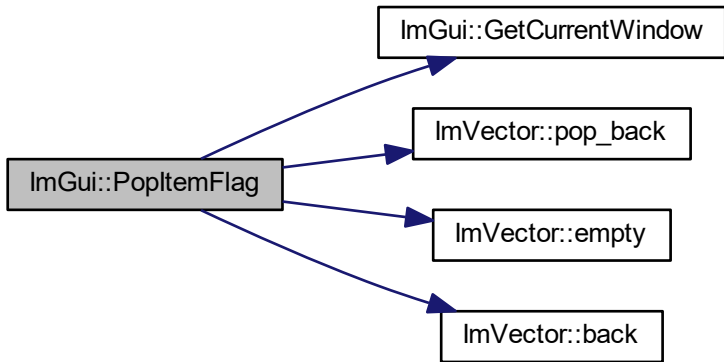 ImGui::GetCurrentWindow
ImVector::pop_back
ImGui::PopItemFlag
ImVector::empty
ImVector::back